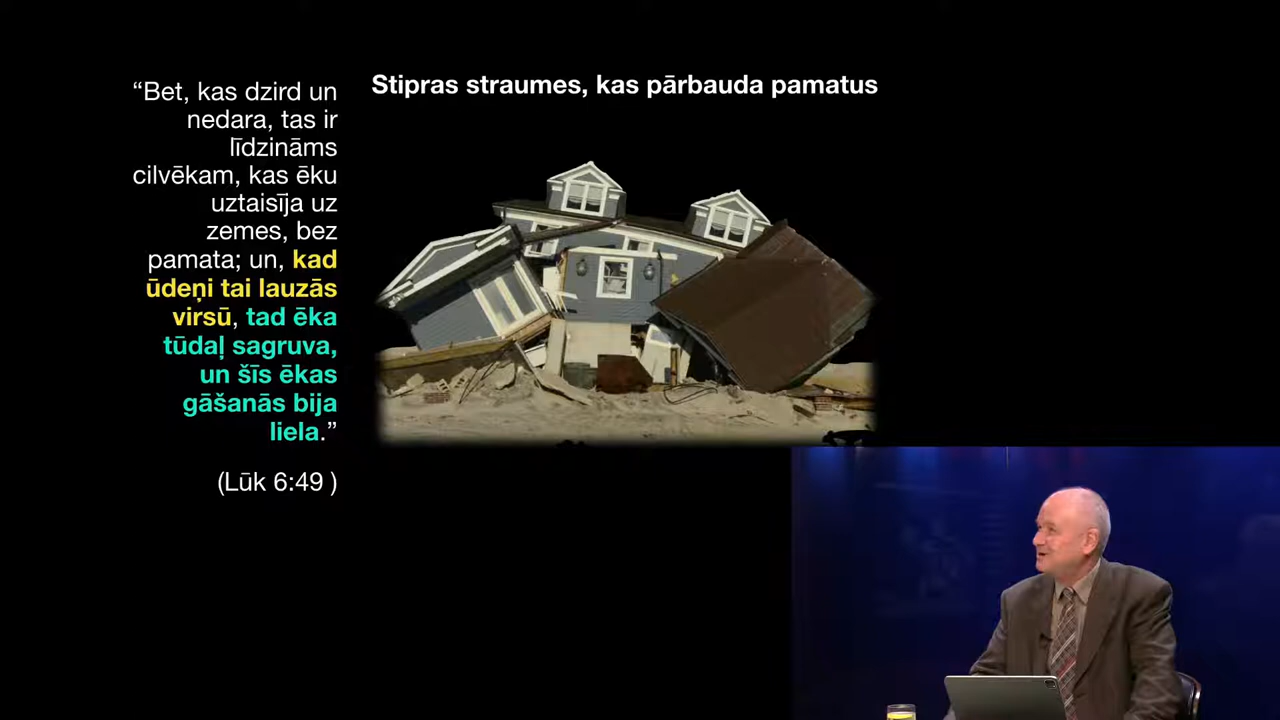 Stipras straumes, kas pārbauda pamatus
“Bet, kas dzird un
nedara, tas ir
līdzināms
cilvēkam, kas ēku
uztaisīja uz
zemes, bez
pamata; un, kad
ūdeņi tai lauzās
virsū, tad ēka
tūdaļ sagruva,
un šīs ēkas
gāšanās bija
liela.”
(Lūk 6:49 )